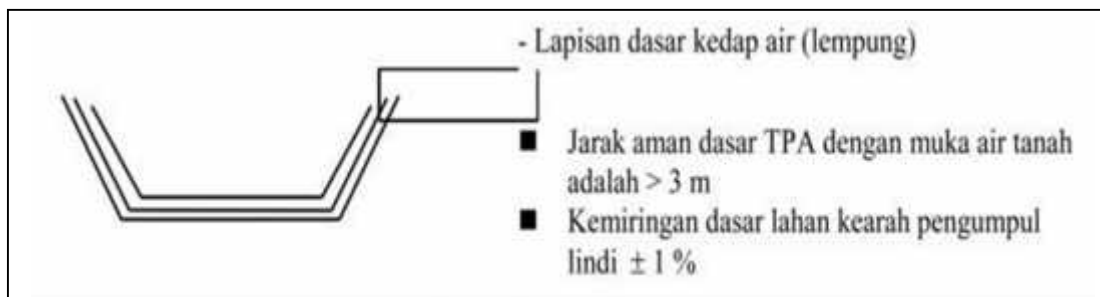 - Lapisan dasar kedap air (lempung)
■ Jarak aman dasar TPA dengan muka air tanah
adalah > 3 m
■ Kemiringan dasar lahan kearah pengumpul
lindi ± 1 %